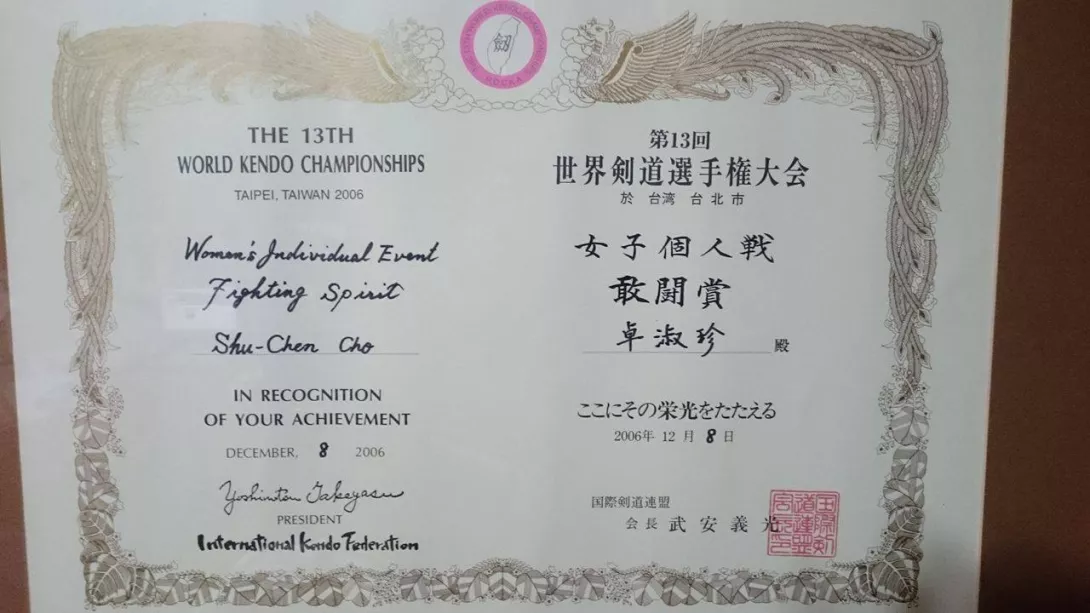 劍
ROCKA
THE 13TH
WORLD KENDO CHAMPIONSHIPS
TAIPEI, TAIWAN 2006
Women's Individual Event
Fighting Spirit
Shu-Chen Cho
IN RECOGNITION
OF YOUR ACHIEVEMENT
DECEMBER, 8 2006
Yoshimitsu Takeyasu
PRESIDENT
International Kendo Federation
第13回
世界剣道選手権大会
於 台湾 台北市
女子個人戦
敢闘賞
卓淑珍 殿
ここにその栄光をたたえる
2006年 12月 8日
国際剣道連盟
会長 武安義光